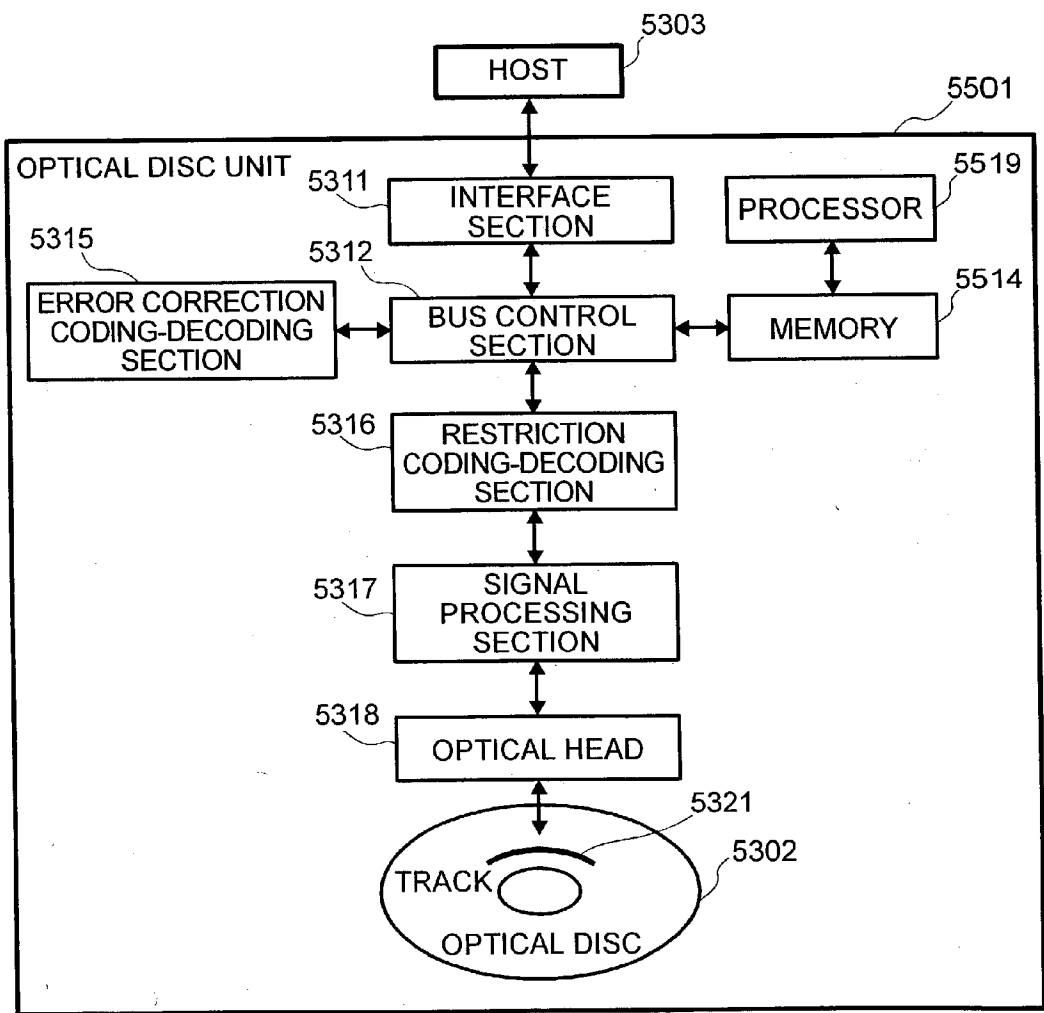 5303
HOST
5501
OPTICAL DISC UNIT
5311
INTERFACE
SECTION
5519
PROCESSOR
5315
ERROR CORRECTION
CODING-DECODING
SECTION
5312
BUS CONTROL
SECTION
5514
MEMORY
5316
RESTRICTION
CODING-DECODING
SECTION
5317
SIGNAL
PROCESSING
SECTION
5318
OPTICAL HEAD
5321
5302
TRACK
OPTICAL DISC